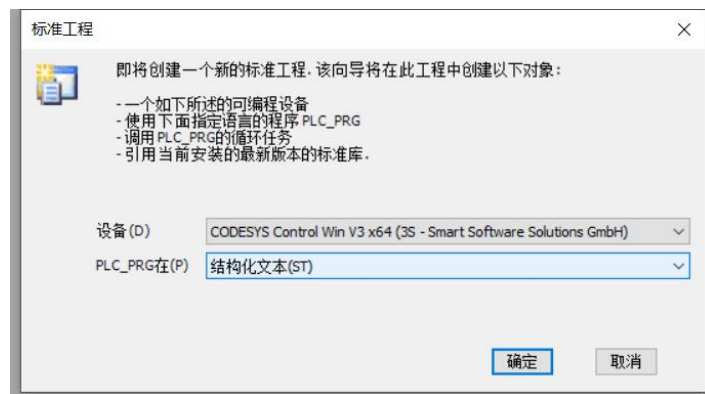 标准工程
即将创建一个新的标准工程.该向导将在此工程中创建以下对象:
- 一个如下所述的可编程设备
- 使用下面指定语言的程序 PLC_PRG
- 调用 PLC_PRG的循环任务
- 引用当前安装的最新版本的标准库.
设备(D) CODESYS Control Win V3 x64 (3S - Smart Software Solutions GmbH)
PLC_PRG在(P) 结构化文本(ST)
确定 取消